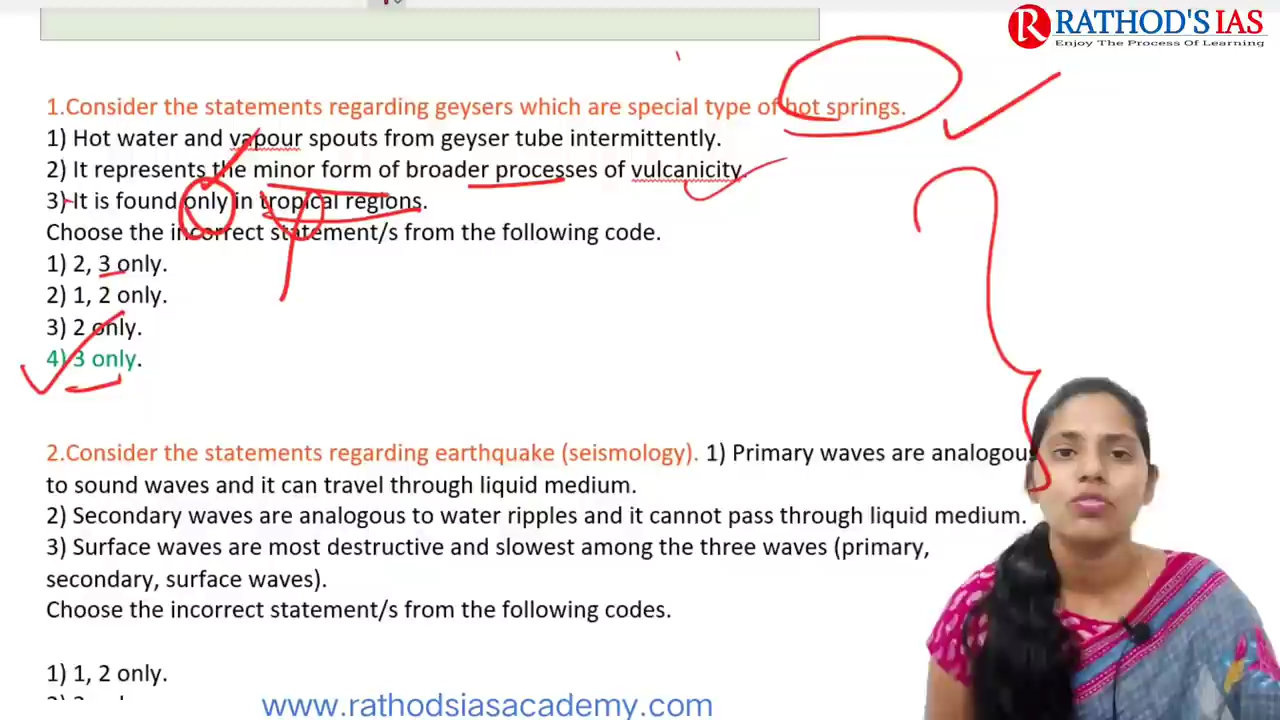 RATHOD'S IAS
Enjoy The Process Of Learning
1.Consider the statements regarding geysers which are special type of hot springs.
1) Hot water and vapour spouts from geyser tube intermittently.
2) It represents the minor form of broader processes of vulcanicity.
3) It is found only in tropical regions.
Choose the incorrect statement/s from the following code.
1) 2, 3 only.
2) 1, 2 only.
3) 2 only.
4) 3 only.
2.Consider the statements regarding earthquake (seismology). 1) Primary waves are analogous
to sound waves and it can travel through liquid medium.
2) Secondary waves are analogous to water ripples and it cannot pass through liquid medium.
3) Surface waves are most destructive and slowest among the three waves (primary,
secondary, surface waves).
Choose the incorrect statement/s from the following codes.
1) 1, 2 only.
www.rathodsiasacademy.com